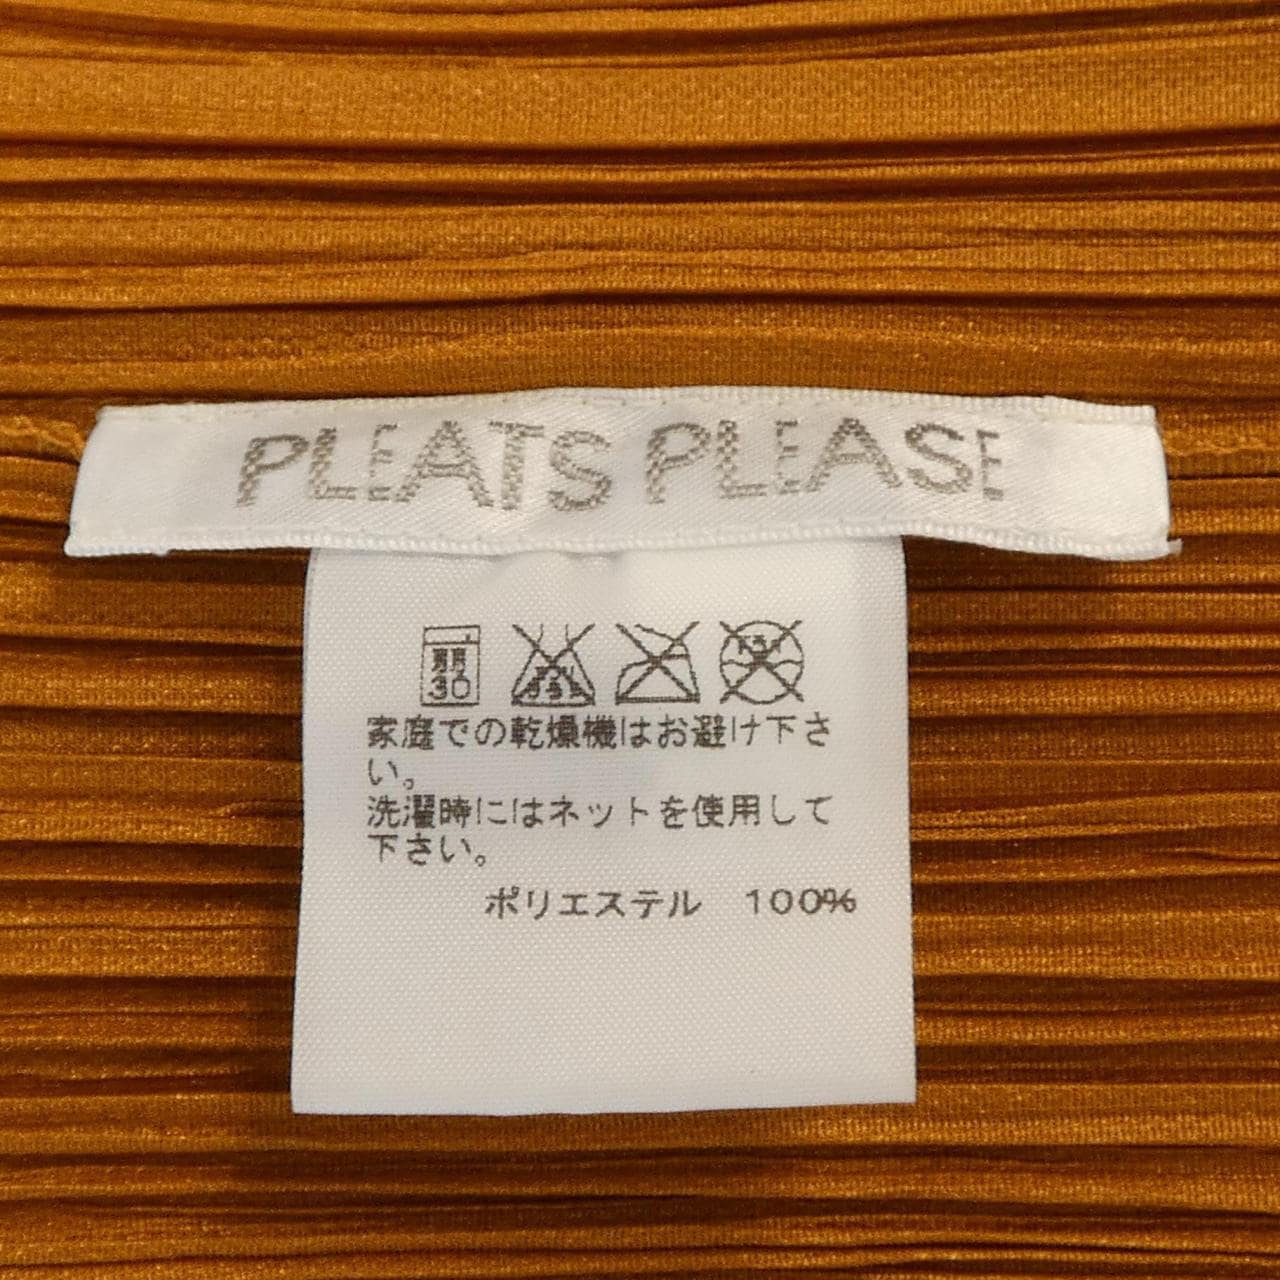 PLEATS PLEASE
弱 30
家庭での乾燥機はお避け下さ
い。
洗濯時にはネットを使用して
下さい。
ポリエステル 100%